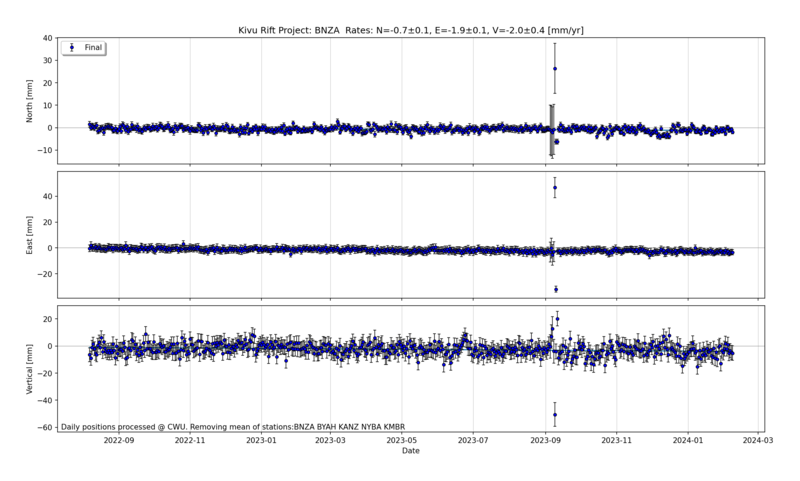 Kivu Rift Project: BNZA  Rates: N=-0.7±0.1, E=-1.9±0.1, V=-2.0±0.4 [mm/yr]
Final
North [mm]
40
30
20
10
0
−10
East [mm]
40
20
0
−20
Vertical [mm]
20
0
−20
−40
−60
Daily positions processed @ CWU. Removing mean of stations:BNZA BYAH KANZ NYBA KMBR
2022-09 2022-11 2023-01 2023-03 2023-05 2023-07 2023-09 2023-11 2024-01 2024-03
Date